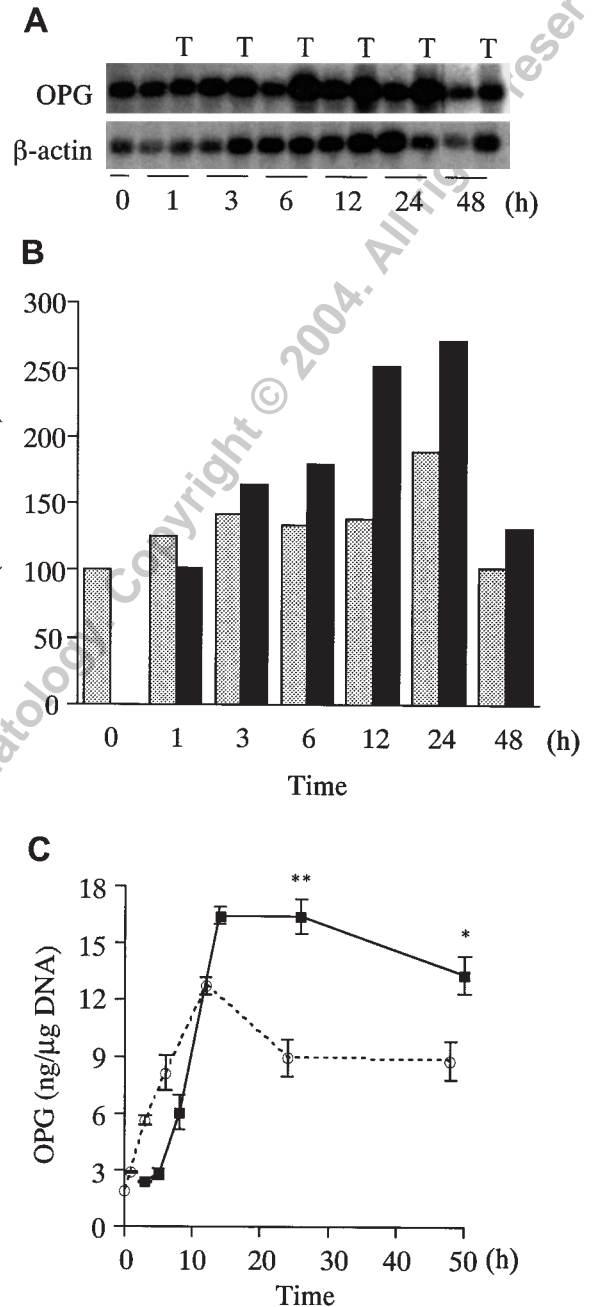 A
T T T T T T
OPG
β-actin
0 1 3 6 12 24 48 (h)
B
300
250
200
150
100
50
0
0 1 3 6 12 24 48 (h)
Time
C
18
15
12
9
6
3
0
OPG (ng/μg DNA)
**
*
0 10 20 30 40 50 (h)
Time
atology. Copyright © 2004. All rig reser